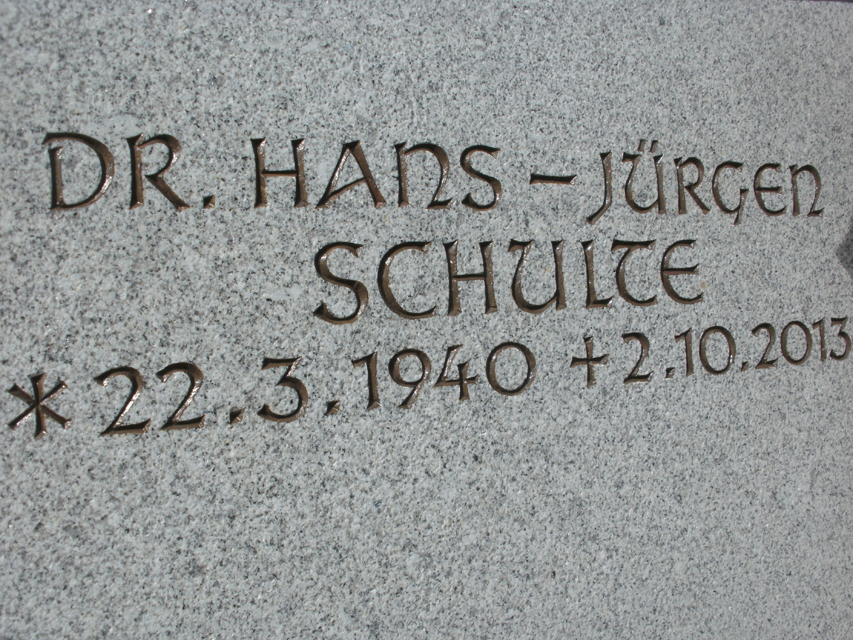 DR. HANS-JÜRGEN
SCHULTE
* 22.3.1940 † 2.10.2013